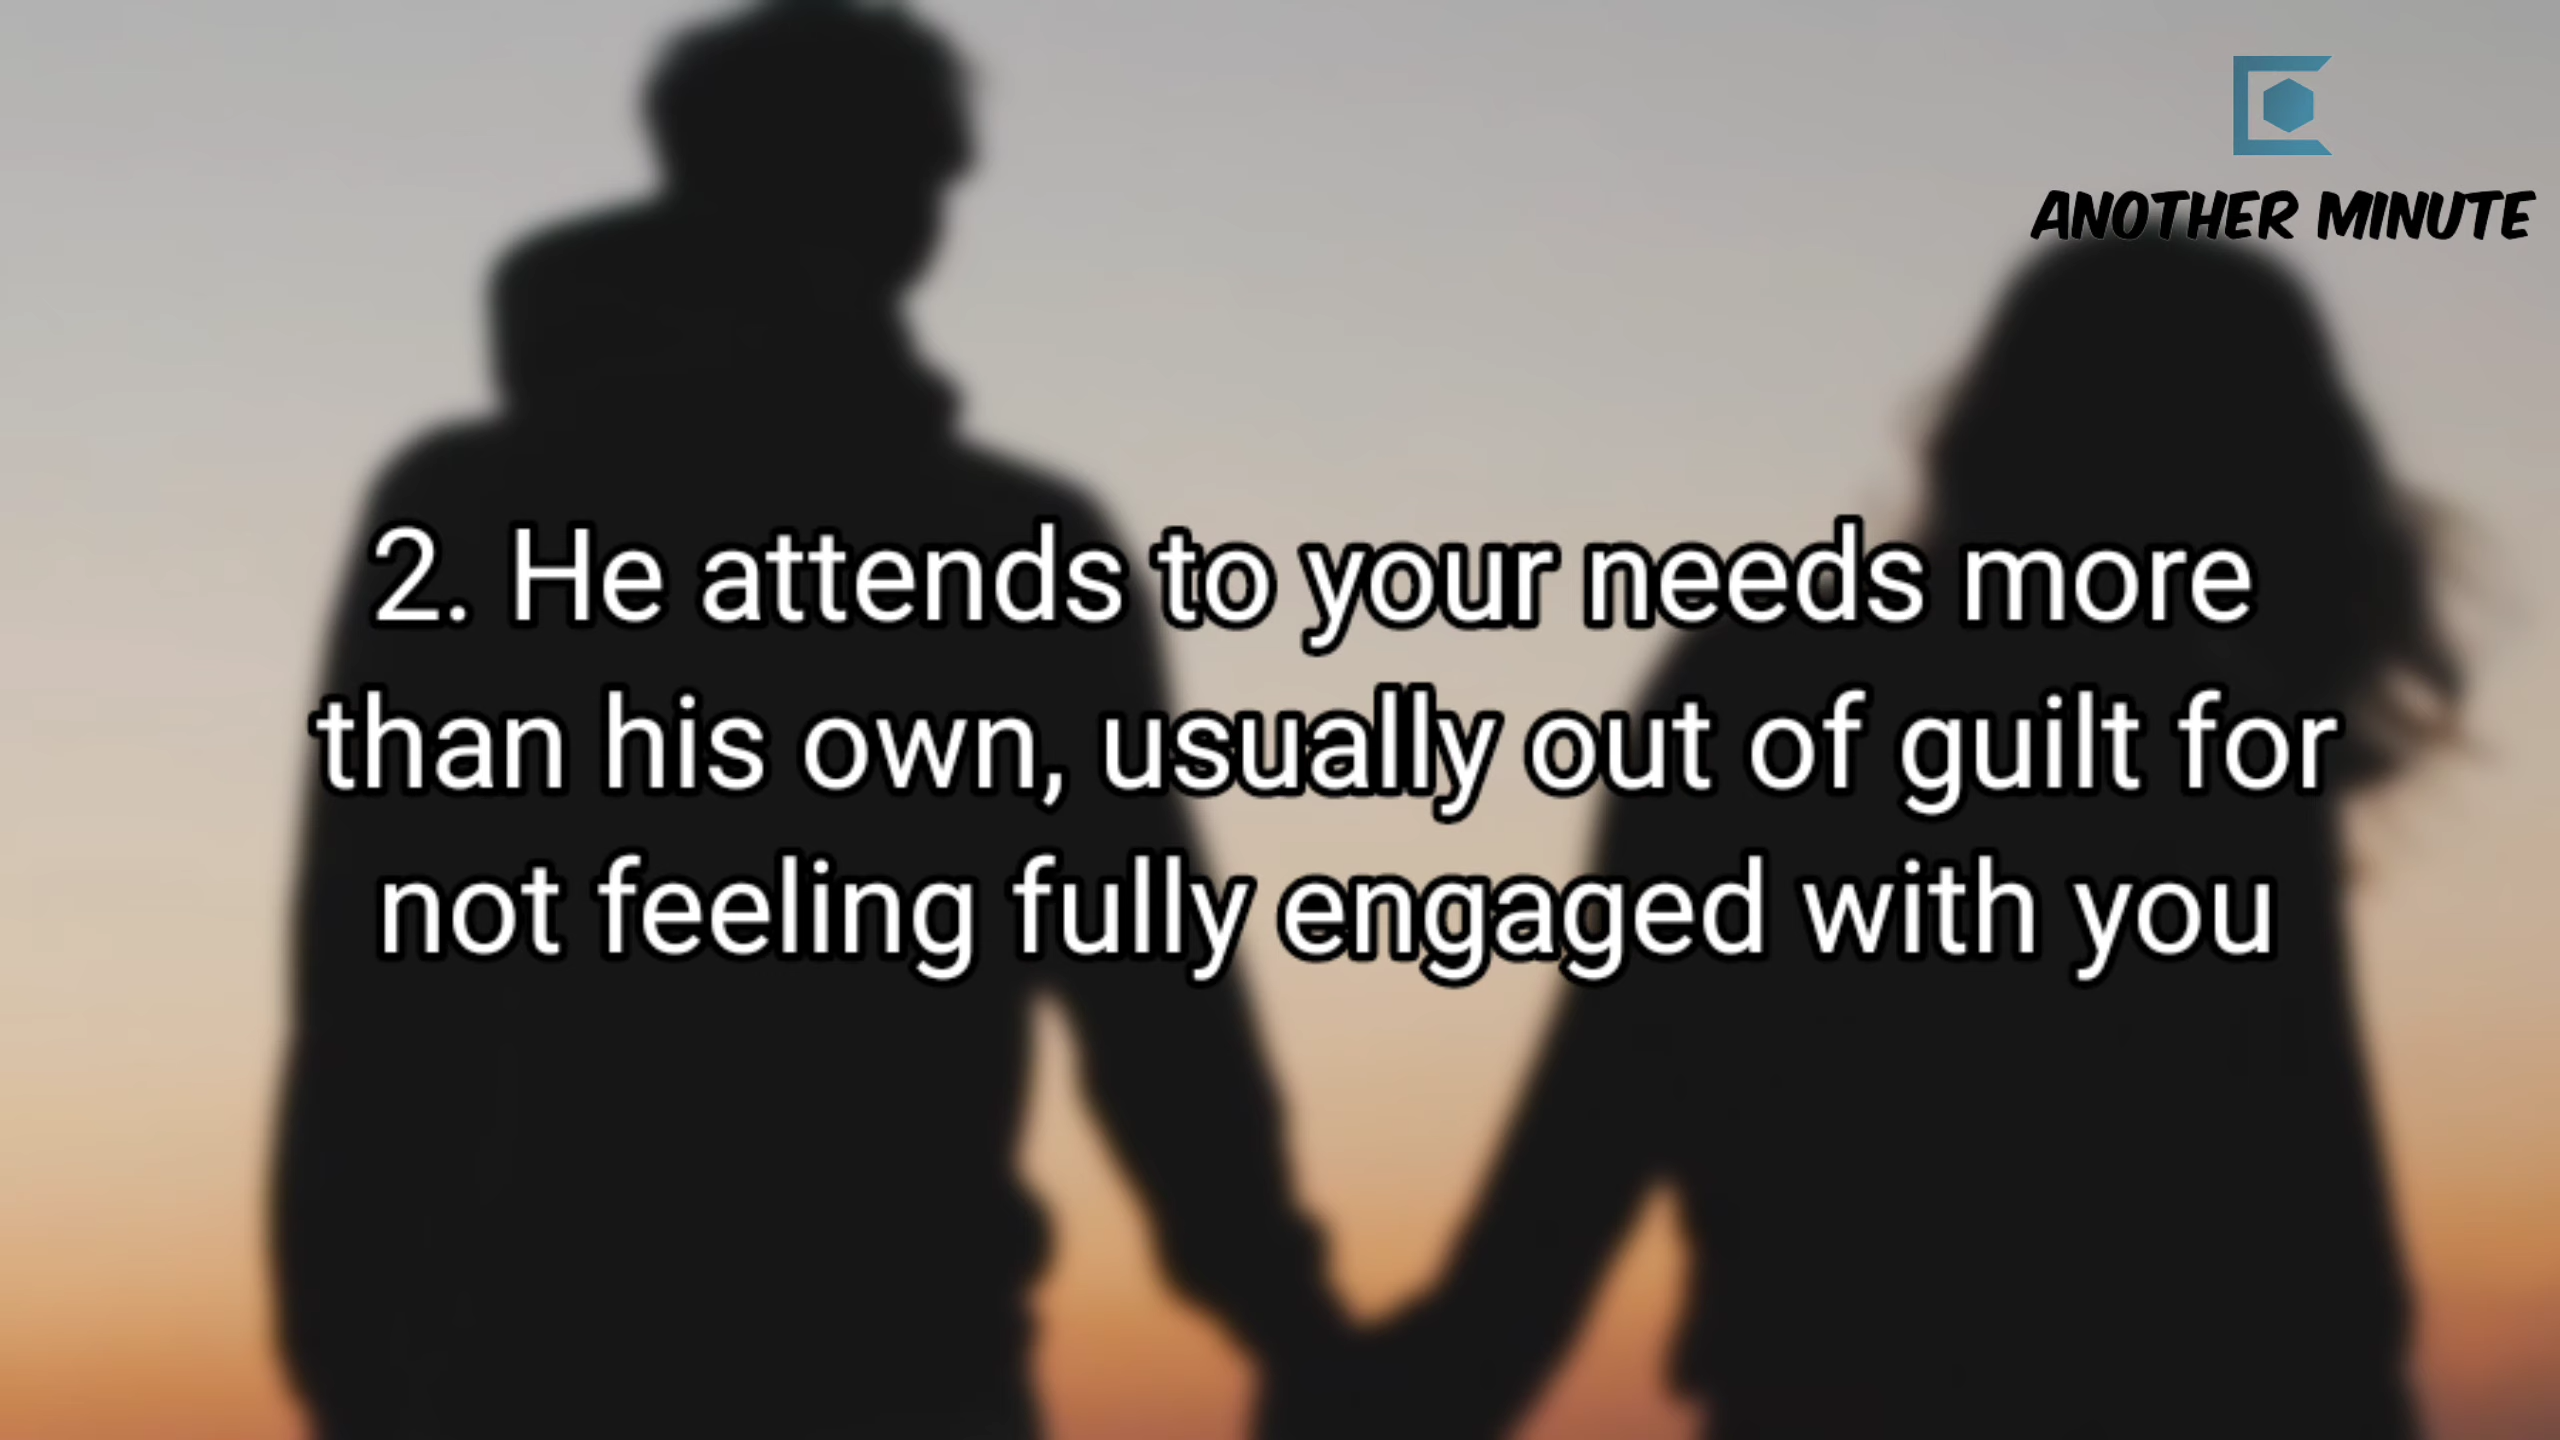 ANOTHER MINUTE
2. He attends to your needs more
than his own, usually out of guilt for
not feeling fully engaged with you